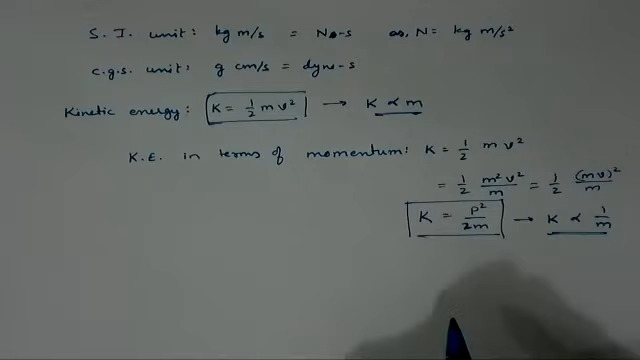 S. I. unit: kg m/s = N-s as, N = kg m/s²
c.g.s. unit: g cm/s = dyne-s
Kinetic energy: K = 1/2 m v² → K ∝ m
K.E. in terms of momentum: K = 1/2 m v²
= 1/2 m²v²/m = 1/2 (mv)²/m
K = P²/2m → K ∝ 1/m